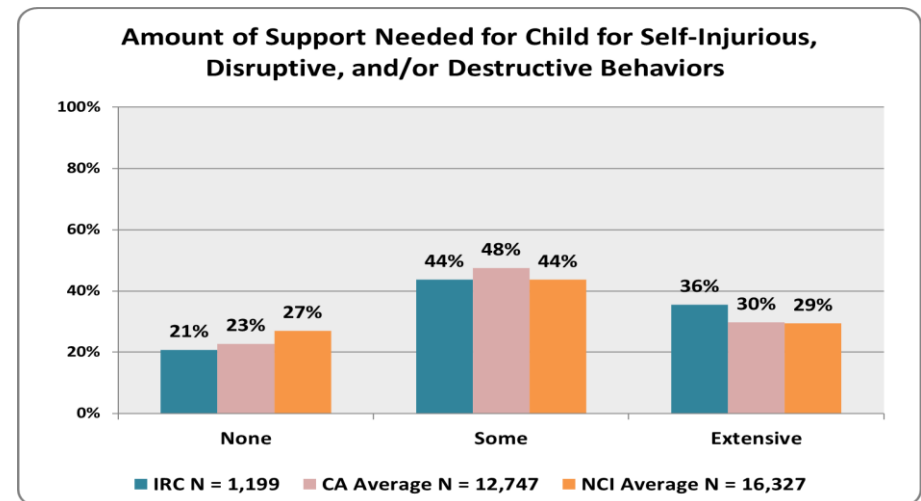 Amount of Support Needed for Child for Self-Injurious,
Disruptive, and/or Destructive Behaviors
100%
80%
60%
40%
20%
0%
21% 23% 27%
44% 48% 44%
36% 30% 29%
None Some Extensive
IRC N = 1,199 CA Average N = 12,747 NCI Average N = 16,327